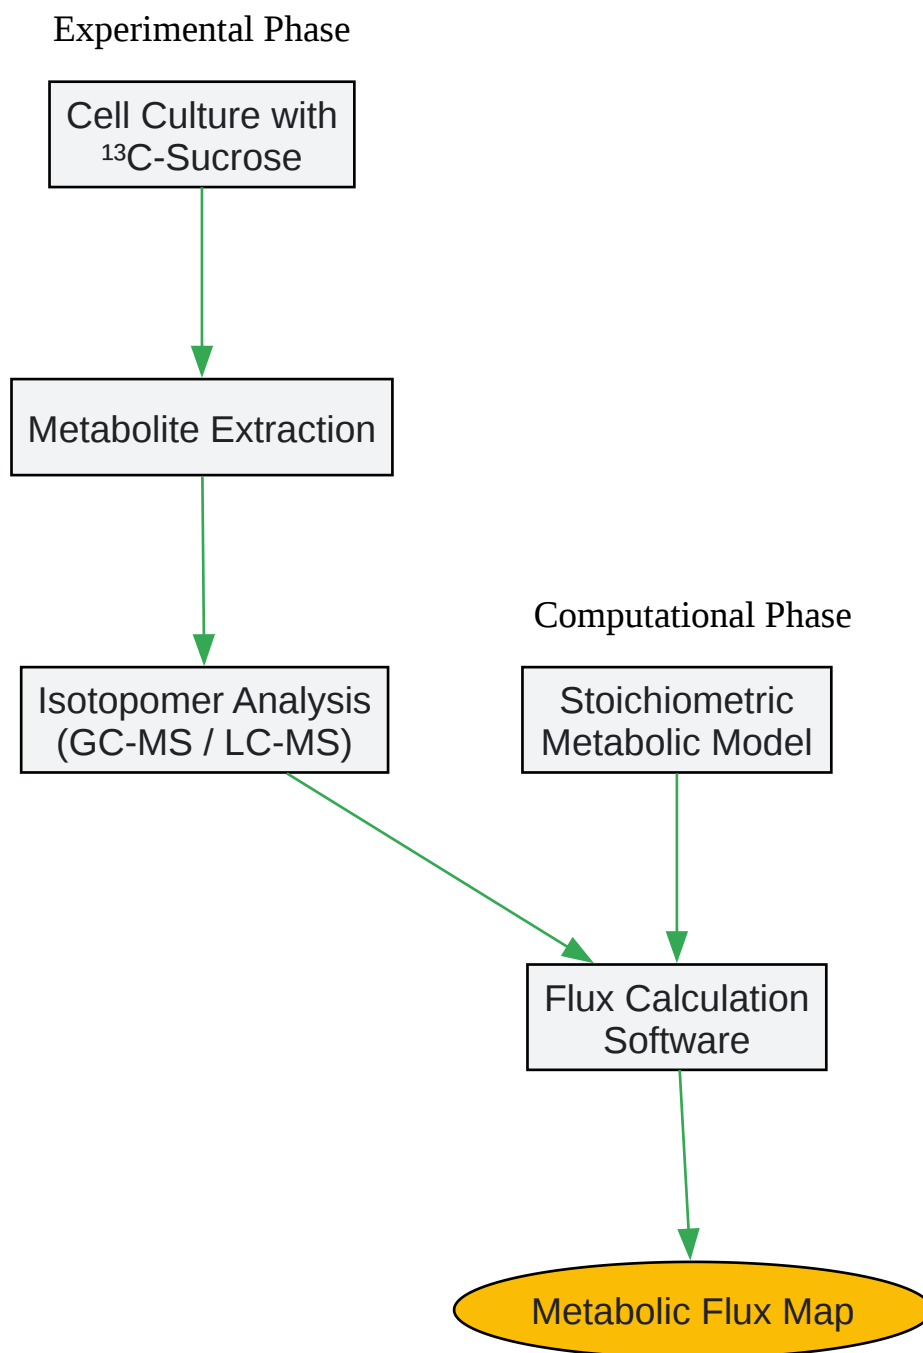 Experimental Phase
Cell Culture with
¹³C-Sucrose
Metabolite Extraction
Isotopomer Analysis
(GC-MS / LC-MS)
Computational Phase
Stoichiometric
Metabolic Model
Flux Calculation
Software
Metabolic Flux Map